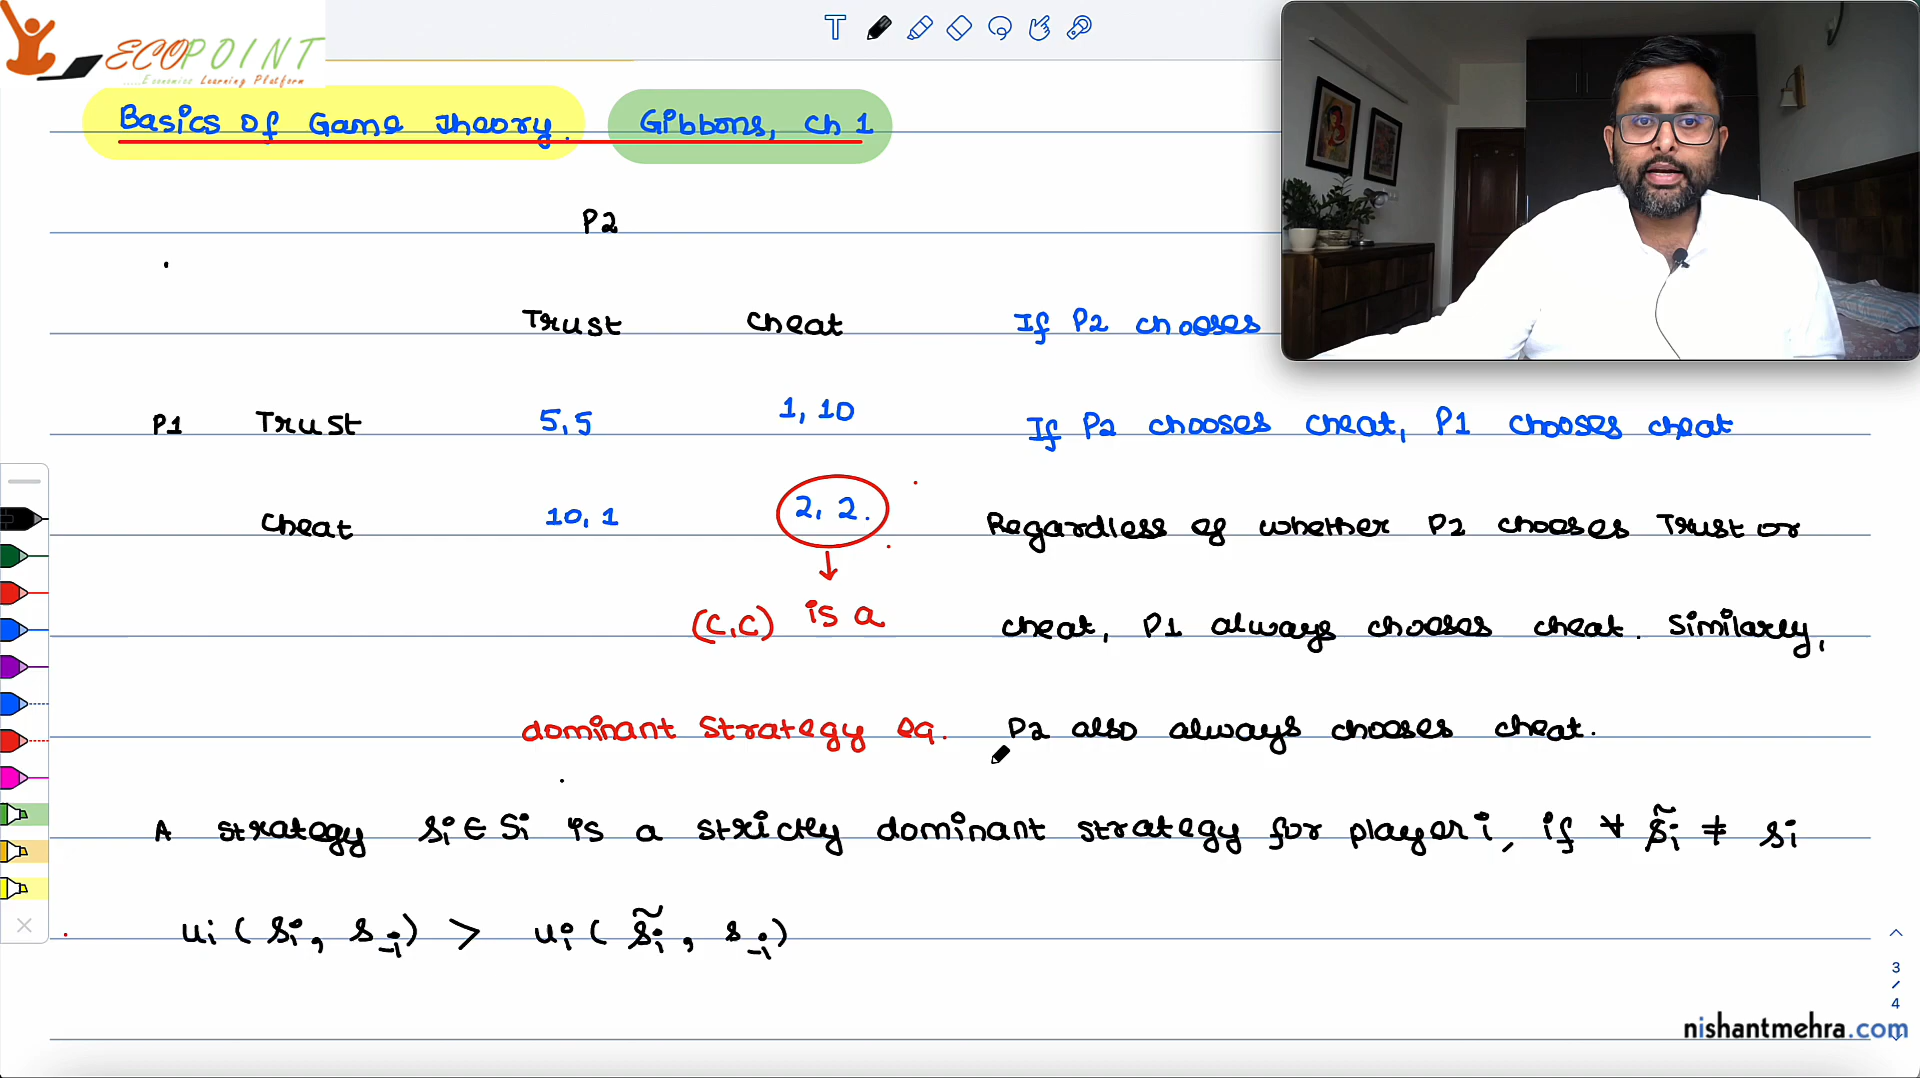 ECOPOINT
.....Economics Learning Platform
Basics of Game Theory. Gibbons, Ch 1
P2
Trust Cheat If P2 chooses
P1 Trust 5,5 1,10 If P2 chooses cheat, P1 chooses cheat
Cheat 10,1 2,2. Regardless of whether P2 chooses Trust or
(C,C) is a cheat, P1 always chooses cheat. Similarly,
dominant strategy eq. P2 also always chooses cheat.
A strategy si ∈ Si is a strictly dominant strategy for player i, if ∀ s̃i ≠ si
ui(si, s-i) > ui(s̃i, s-i)
3
/
4
nishantmehra.com